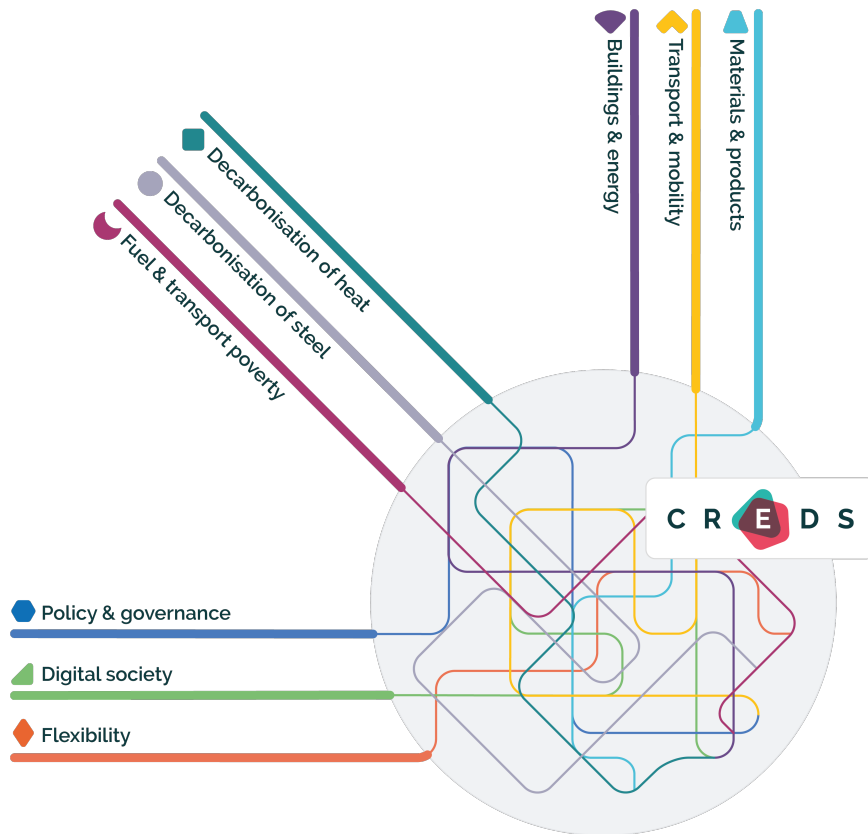 Buildings & energy
Transport & mobility
Materials & products
Decarbonisation of heat
Decarbonisation of steel
Fuel & transport poverty
CREDS
Policy & governance
Digital society
Flexibility